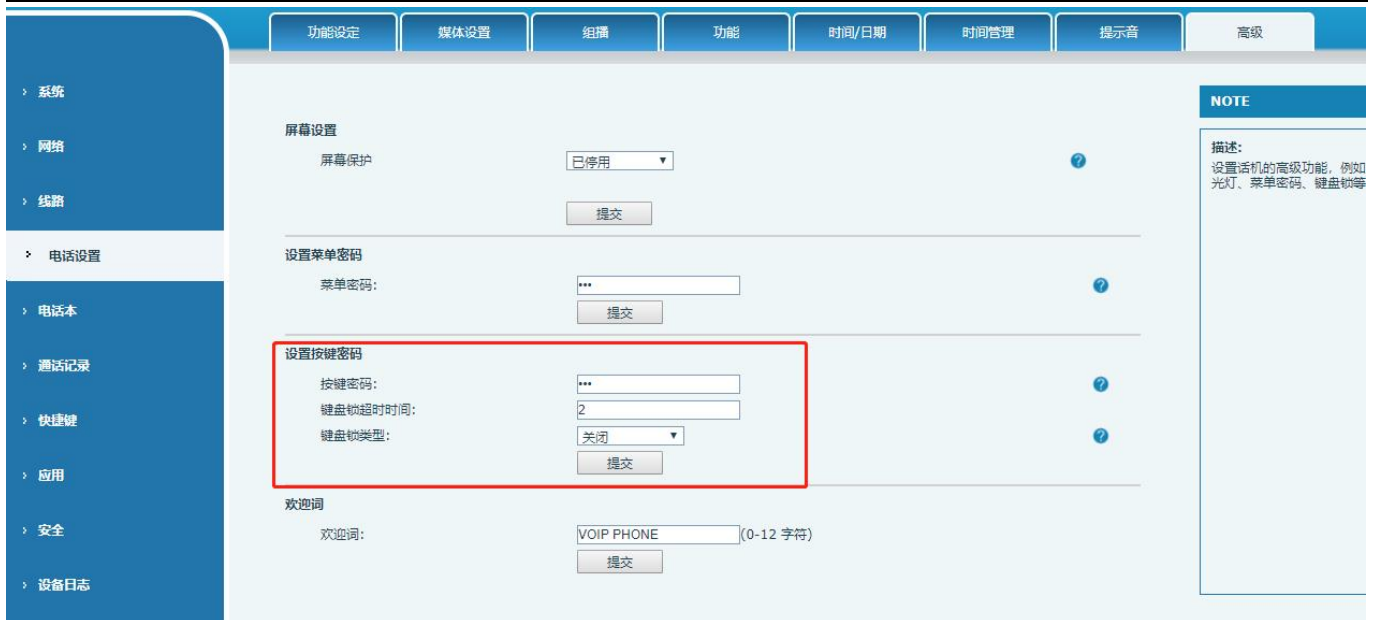 功能设定 媒体设置 组播 功能 时间/日期 时间管理 提示音 高级
系统
网络
线路
电话设置
电话本
通话记录
快捷键
应用
安全
设备日志
屏幕设置
屏幕保护 已停用
提交
设置菜单密码
菜单密码: •••
提交
设置按键密码
按键密码: •••
键盘锁超时时间: 2
键盘锁类型: 关闭
提交
欢迎词
欢迎词: VOIP PHONE (0-12 字符)
提交
NOTE
描述:
设置话机的高级功能，例如
光灯、菜单密码、键盘锁等